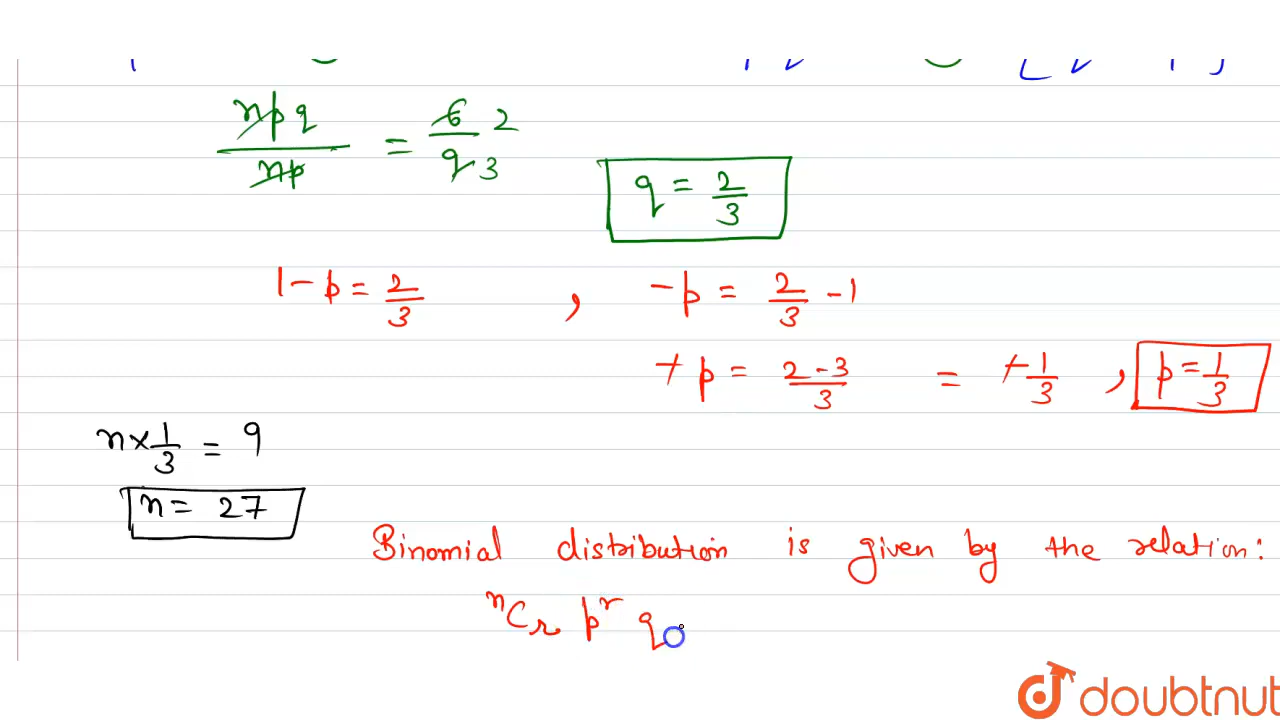 npq / np = 6 / 9 2 3
q = 2/3
1 - p = 2/3 , -p = 2/3 - 1
+ p = 2-3/3 = + 1/3 , p = 1/3
n × 1/3 = 9
n = 27
Binomial distribution is given by the relation:
ⁿCᵣ pʳ q
doubtnut